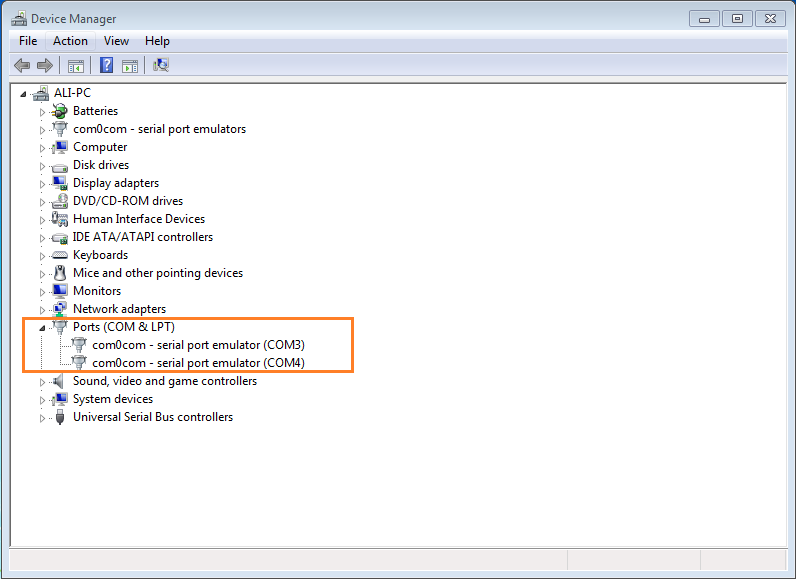 Device Manager
File Action View Help
ALI-PC
Batteries
com0com - serial port emulators
Computer
Disk drives
Display adapters
DVD/CD-ROM drives
Human Interface Devices
IDE ATA/ATAPI controllers
Keyboards
Mice and other pointing devices
Monitors
Network adapters
Ports (COM & LPT)
com0com - serial port emulator (COM3)
com0com - serial port emulator (COM4)
Sound, video and game controllers
System devices
Universal Serial Bus controllers